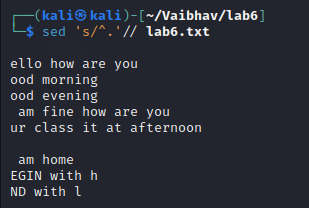 ┌──(kali㉿kali)-[~/Vaibhav/lab6]
└─$ sed 's/^.'// lab6.txt
ello how are you
ood morning
ood evening
 am fine how are you
ur class it at afternoon
 am home
EGIN with h
ND with l